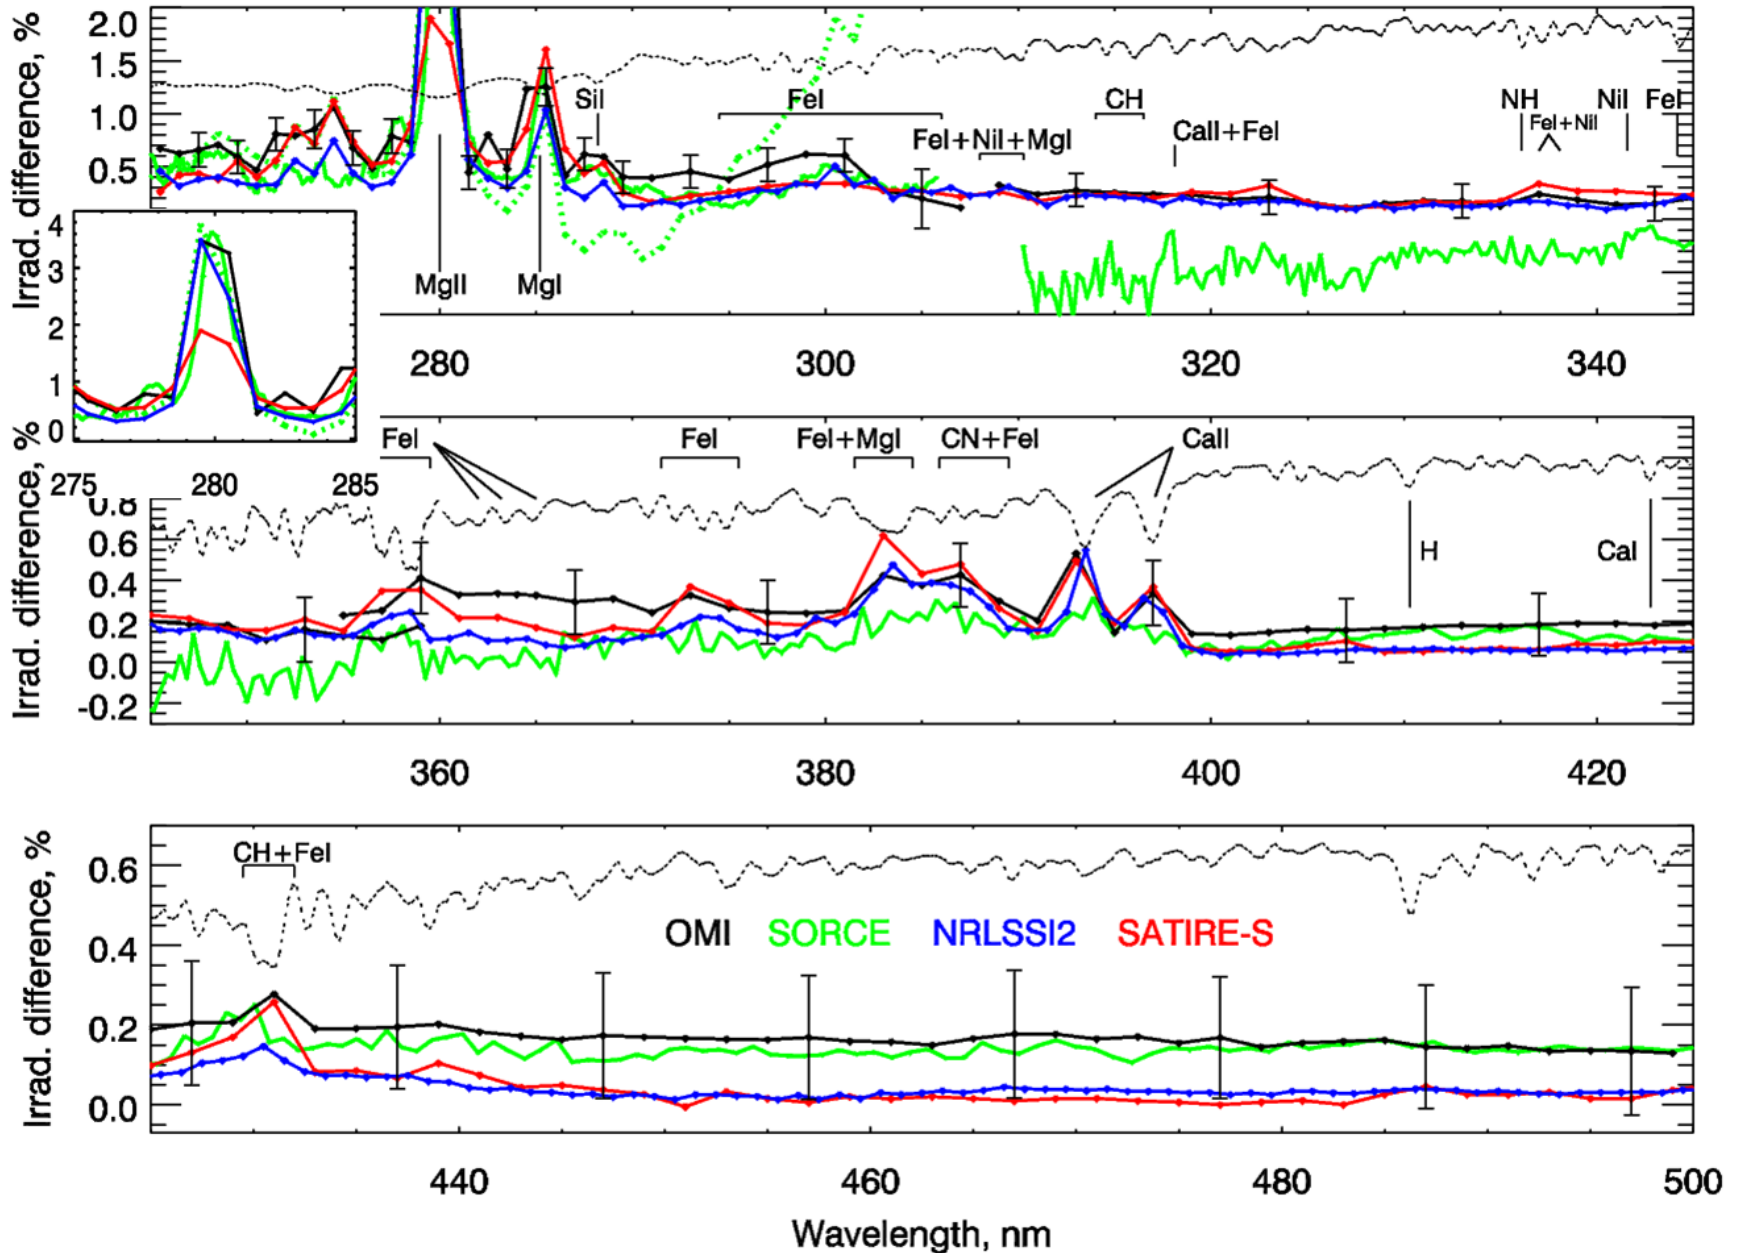 Irrad. difference, %
2.0
1.5
1.0
0.5
SiI
FeI
CH
NH
NiI
FeI
FeI+NiI+MgI
CaII+FeI
FeI+NiI
MgII
MgI
280
300
320
340
4
3
2
1
0
275
280
285
Irrad. difference, %
0.8
0.6
0.4
0.2
0.0
-0.2
FeI
FeI
FeI+MgI
CN+FeI
CaII
H
CaI
360
380
400
420
Irrad. difference, %
0.6
0.4
0.2
0.0
CH+FeI
OMI SORCE NRLSSI2 SATIRE-S
440
460
480
500
Wavelength, nm